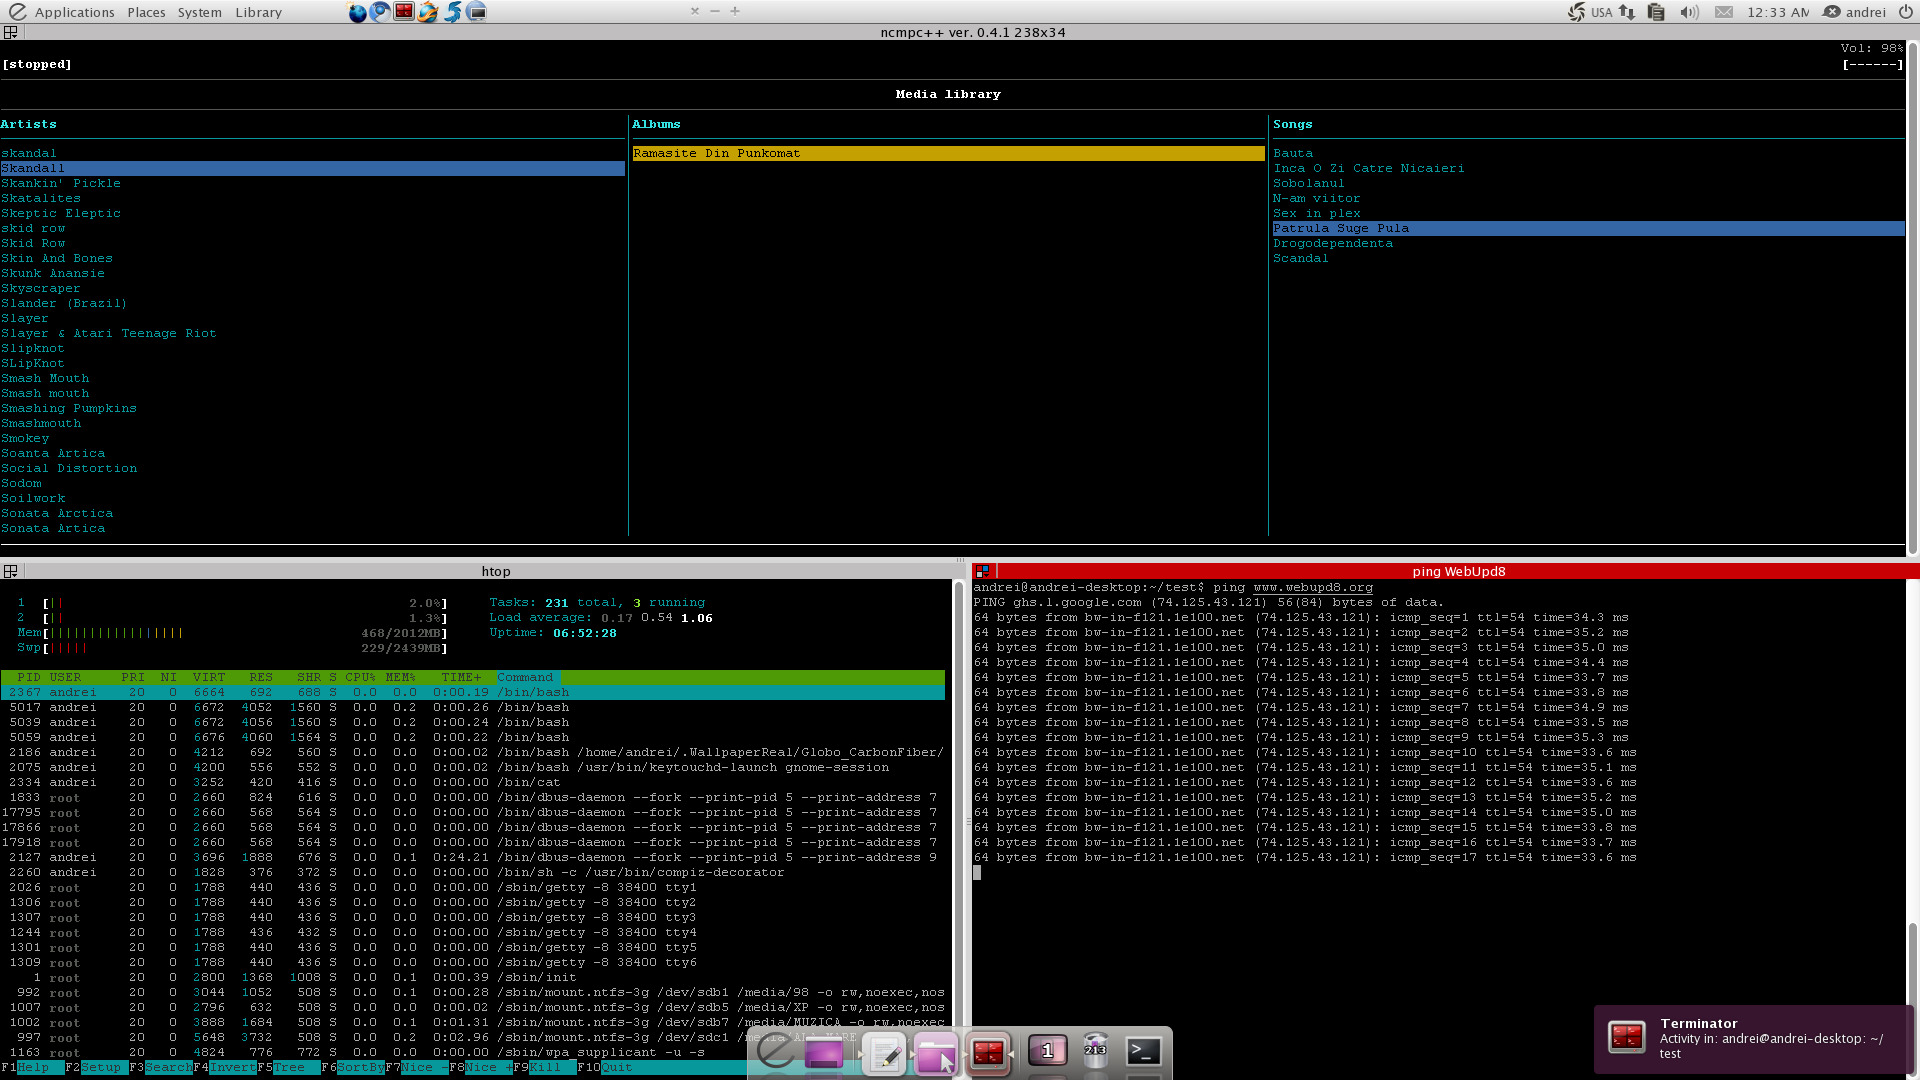 Applications Places System Library
USA 12:33 AM andrei
ncmpc++ ver. 0.4.1 238x34
Vol: 98%
[stopped] [------]
Media library
Artists Albums Songs
skandal Ramasite Din Punkomat Bauta
Skandall Inca O Zi Catre Nicaieri
Skankin' Pickle Sobolanul
Skatalites N-am viitor
Skeptic Eleptic Sex in plex
skid row Patrula Suge Pula
Skid Row Drogodependenta
Skin And Bones Scandal
Skunk Anansie
Skyscraper
Slander (Brazil)
Slayer
Slayer & Atari Teenage Riot
Slipknot
SLipKnot
Smash Mouth
Smash mouth
Smashing Pumpkins
Smashmouth
Smokey
Soanta Artica
Social Distortion
Sodom
Soilwork
Sonata Arctica
Sonata Artica
htop
1 [|| 2.0%] Tasks: 231 total, 3 running
2 [|| 1.3%] Load average: 0.17 0.54 1.06
Mem[||||||||||||||||| 468/2012MB] Uptime: 06:52:28
Swp[||||| 229/2439MB]
PID USER PRI NI VIRT RES SHR S CPU% MEM% TIME+ Command
2367 andrei 20 0 6664 692 688 S 0.0 0.0 0:00.19 /bin/bash
5017 andrei 20 0 6672 4052 1560 S 0.0 0.2 0:00.26 /bin/bash
5039 andrei 20 0 6672 4056 1560 S 0.0 0.2 0:00.24 /bin/bash
5059 andrei 20 0 6676 4060 1564 S 0.0 0.2 0:00.22 /bin/bash
2186 andrei 20 0 4212 692 560 S 0.0 0.0 0:00.02 /bin/bash /home/andrei/.WallpaperReal/Globo_CarbonFiber/
2075 andrei 20 0 4200 556 552 S 0.0 0.0 0:00.02 /bin/bash /usr/bin/keytouchd-launch gnome-session
2334 andrei 20 0 3252 420 416 S 0.0 0.0 0:00.00 /bin/cat
1833 root 20 0 2660 824 616 S 0.0 0.0 0:00.00 /bin/dbus-daemon --fork --print-pid 5 --print-address 7
17795 root 20 0 2660 568 564 S 0.0 0.0 0:00.00 /bin/dbus-daemon --fork --print-pid 5 --print-address 7
17866 root 20 0 2660 568 564 S 0.0 0.0 0:00.00 /bin/dbus-daemon --fork --print-pid 5 --print-address 7
17918 root 20 0 2660 568 564 S 0.0 0.0 0:00.00 /bin/dbus-daemon --fork --print-pid 5 --print-address 7
2127 andrei 20 0 3696 1888 676 S 0.0 0.1 0:24.21 /bin/dbus-daemon --fork --print-pid 5 --print-address 9
2260 andrei 20 0 1828 376 372 S 0.0 0.0 0:00.00 /bin/sh -c /usr/bin/compiz-decorator
2026 root 20 0 1788 440 436 S 0.0 0.0 0:00.00 /sbin/getty -8 38400 tty1
1306 root 20 0 1788 440 436 S 0.0 0.0 0:00.00 /sbin/getty -8 38400 tty2
1307 root 20 0 1788 440 436 S 0.0 0.0 0:00.00 /sbin/getty -8 38400 tty3
1244 root 20 0 1788 436 432 S 0.0 0.0 0:00.00 /sbin/getty -8 38400 tty4
1301 root 20 0 1788 440 436 S 0.0 0.0 0:00.00 /sbin/getty -8 38400 tty5
1309 root 20 0 1788 440 436 S 0.0 0.0 0:00.00 /sbin/getty -8 38400 tty6
1 root 20 0 2800 1368 1008 S 0.0 0.1 0:00.39 /sbin/init
992 root 20 0 3044 1052 508 S 0.0 0.1 0:00.28 /sbin/mount.ntfs-3g /dev/sdb1 /media/98 -o rw,noexec,nos
1007 root 20 0 2796 632 508 S 0.0 0.0 0:00.02 /sbin/mount.ntfs-3g /dev/sdb5 /media/XP -o rw,noexec,nos
1002 root 20 0 3888 1684 508 S 0.0 0.1 0:01.31 /sbin/mount.ntfs-3g /dev/sdb7 /media/MUZICA -o rw,noexec
997 root 20 0 5648 3732 508 S 0.0 0.2 0:02.96 /sbin/mount.ntfs-3g /dev/sdc1
1163 root 20 0 4824 776 772 S 0.0 0.0 0:00.00 /sbin/wpa_supplicant -u -s
F1Help F2Setup F3SearchF4InvertF5Tree F6SortByF7Nice -F8Nice +F9Kill F10Quit
ping WebUpd8
andrei@andrei-desktop:~/test$ ping www.webupd8.org
PING ghs.l.google.com (74.125.43.121) 56(84) bytes of data.
64 bytes from bw-in-f121.1e100.net (74.125.43.121): icmp_seq=1 ttl=54 time=34.3 ms
64 bytes from bw-in-f121.1e100.net (74.125.43.121): icmp_seq=2 ttl=54 time=35.2 ms
64 bytes from bw-in-f121.1e100.net (74.125.43.121): icmp_seq=3 ttl=54 time=35.0 ms
64 bytes from bw-in-f121.1e100.net (74.125.43.121): icmp_seq=4 ttl=54 time=34.4 ms
64 bytes from bw-in-f121.1e100.net (74.125.43.121): icmp_seq=5 ttl=54 time=33.7 ms
64 bytes from bw-in-f121.1e100.net (74.125.43.121): icmp_seq=6 ttl=54 time=33.8 ms
64 bytes from bw-in-f121.1e100.net (74.125.43.121): icmp_seq=7 ttl=54 time=34.9 ms
64 bytes from bw-in-f121.1e100.net (74.125.43.121): icmp_seq=8 ttl=54 time=33.5 ms
64 bytes from bw-in-f121.1e100.net (74.125.43.121): icmp_seq=9 ttl=54 time=35.3 ms
64 bytes from bw-in-f121.1e100.net (74.125.43.121): icmp_seq=10 ttl=54 time=33.6 ms
64 bytes from bw-in-f121.1e100.net (74.125.43.121): icmp_seq=11 ttl=54 time=35.1 ms
64 bytes from bw-in-f121.1e100.net (74.125.43.121): icmp_seq=12 ttl=54 time=33.6 ms
64 bytes from bw-in-f121.1e100.net (74.125.43.121): icmp_seq=13 ttl=54 time=35.2 ms
64 bytes from bw-in-f121.1e100.net (74.125.43.121): icmp_seq=14 ttl=54 time=35.0 ms
64 bytes from bw-in-f121.1e100.net (74.125.43.121): icmp_seq=15 ttl=54 time=33.8 ms
64 bytes from bw-in-f121.1e100.net (74.125.43.121): icmp_seq=16 ttl=54 time=33.7 ms
64 bytes from bw-in-f121.1e100.net (74.125.43.121): icmp_seq=17 ttl=54 time=33.6 ms
Terminator
Activity in: andrei@andrei-desktop: ~/
test
1 213 >_